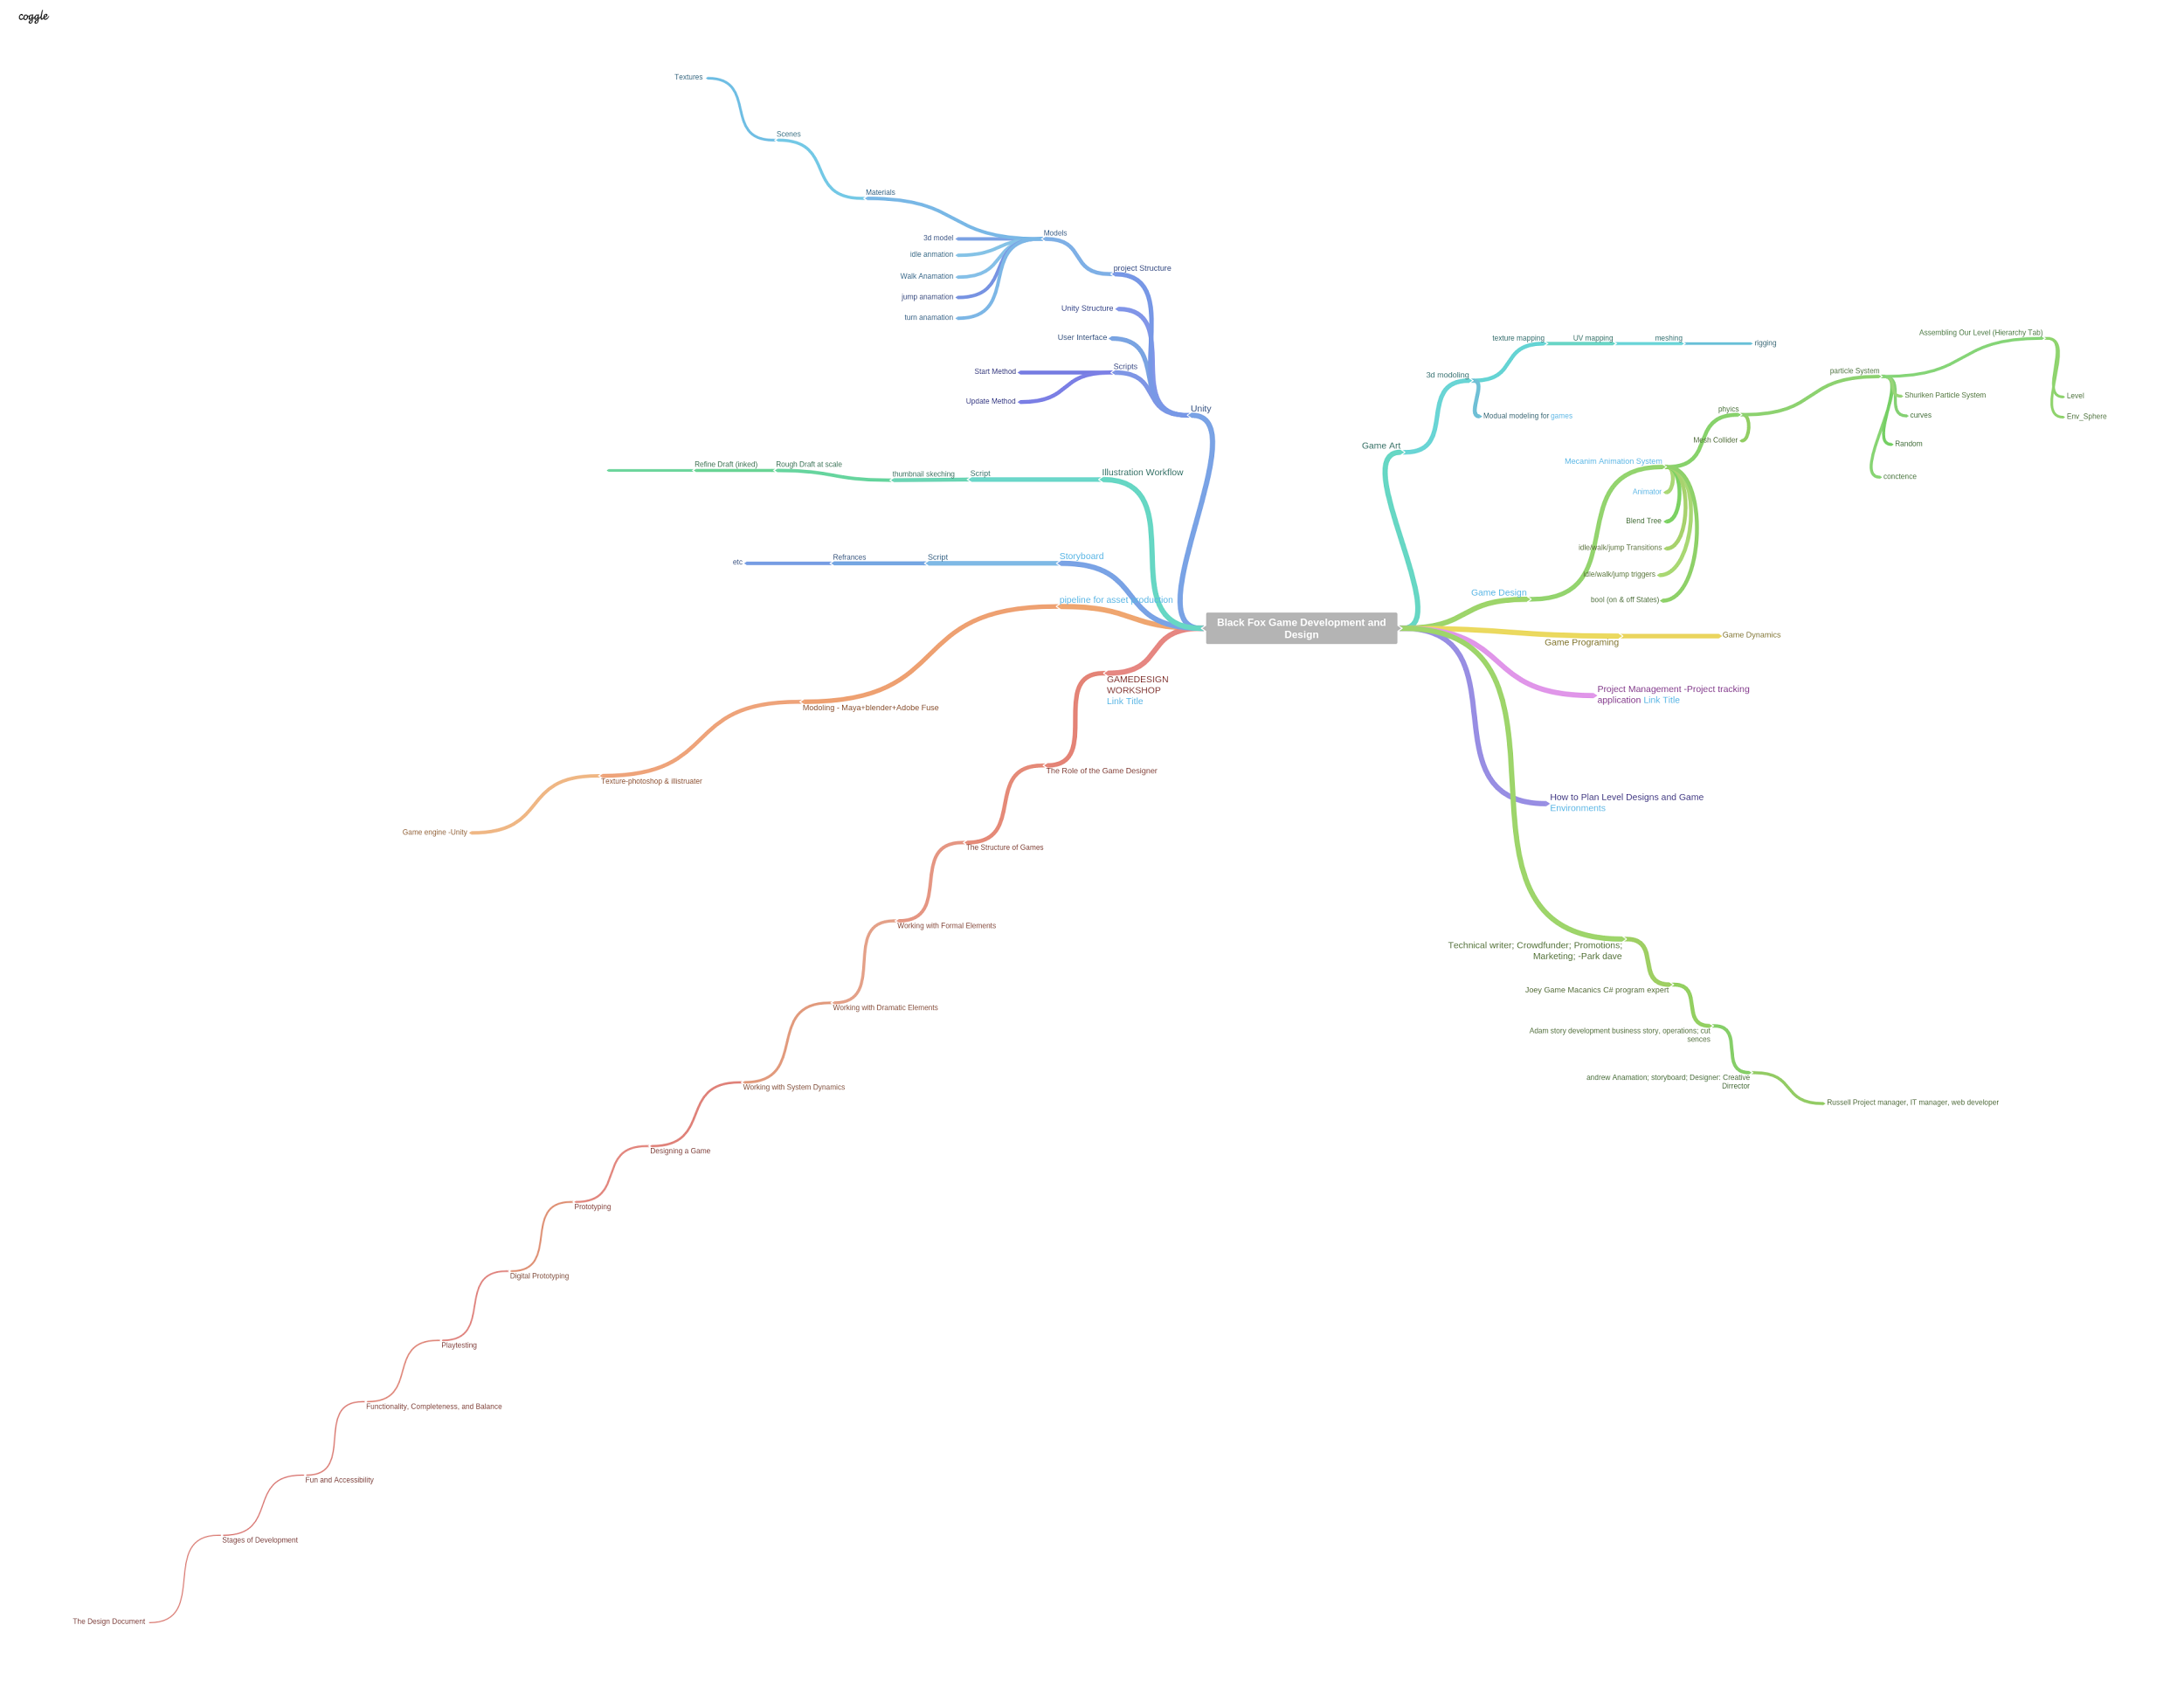 coggle
Textures
Scenes
Materials
Models
3d model
idle anmation
Walk Anamation
jump anamation
turn anamation
project Structure
Unity Structure
User Interface
Scripts
Start Method
Update Method
Unity
Illustration Workflow
Script
thumbnail skeching
Rough Draft at scale
Refine Draft (inked)
Storyboard
Script
Refrances
etc
pipeline for asset production
Modoling - Maya+blender+Adobe Fuse
Texture-photoshop & illistruater
Game engine -Unity
Black Fox Game Development and
Design
GAMEDESIGN
WORKSHOP
Link Title
The Role of the Game Designer
The Structure of Games
Working with Formal Elements
Working with Dramatic Elements
Working with System Dynamics
Designing a Game
Prototyping
Digital Prototyping
Playtesting
Functionality, Completeness, and Balance
Fun and Accessibility
Stages of Development
The Design Document
Game Art
3d modoling
texture mapping
UV mapping
meshing
rigging
Modual modeling for games
Game Design
Mecanim Animation System
Animator
Blend Tree
idle/walk/jump Transitions
Idle/walk/jump triggers
bool (on & off States)
phyics
Mesh Collider
particle System
Shuriken Particle System
curves
Random
conctence
Assembling Our Level (Hierarchy Tab)
Level
Env_Sphere
Game Programing
Game Dynamics
Project Management -Project tracking
application Link Title
How to Plan Level Designs and Game
Environments
Technical writer; Crowdfunder; Promotions;
Marketing; -Park dave
Joey Game Macanics C# program expert
Adam story development business story, operations; cut
sences
andrew Anamation; storyboard; Designer: Creative
Dirrector
Russell Project manager, IT manager, web developer